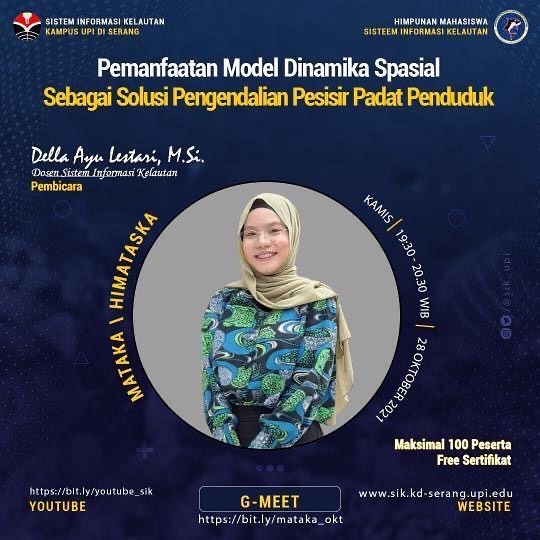 SISTEM INFORMASI KELAUTAN
KAMPUS UPI DI SERANG
HIMPUNAN MAHASISWA
SISTEEM INFORMASI KELAUTAN
Pemanfaatan Model Dinamika Spasial
Sebagai Solusi Pengendalian Pesisir Padat Penduduk
Della Ayu Lestari, M.Si.
Dosen Sistem Informasi Kelautan
Pembicara
MATAKA \ HIMATASKA
KAMIS | 19:30 - 20.30 WIB | 28 OKTOBER 2021
@sik_upi
Maksimal 100 Peserta
Free Sertifikat
https://bit.ly/youtube_sik
YOUTUBE
G-MEET
https://bit.ly/mataka_okt
www.sik.kd-serang.upi.edu
WEBSITE